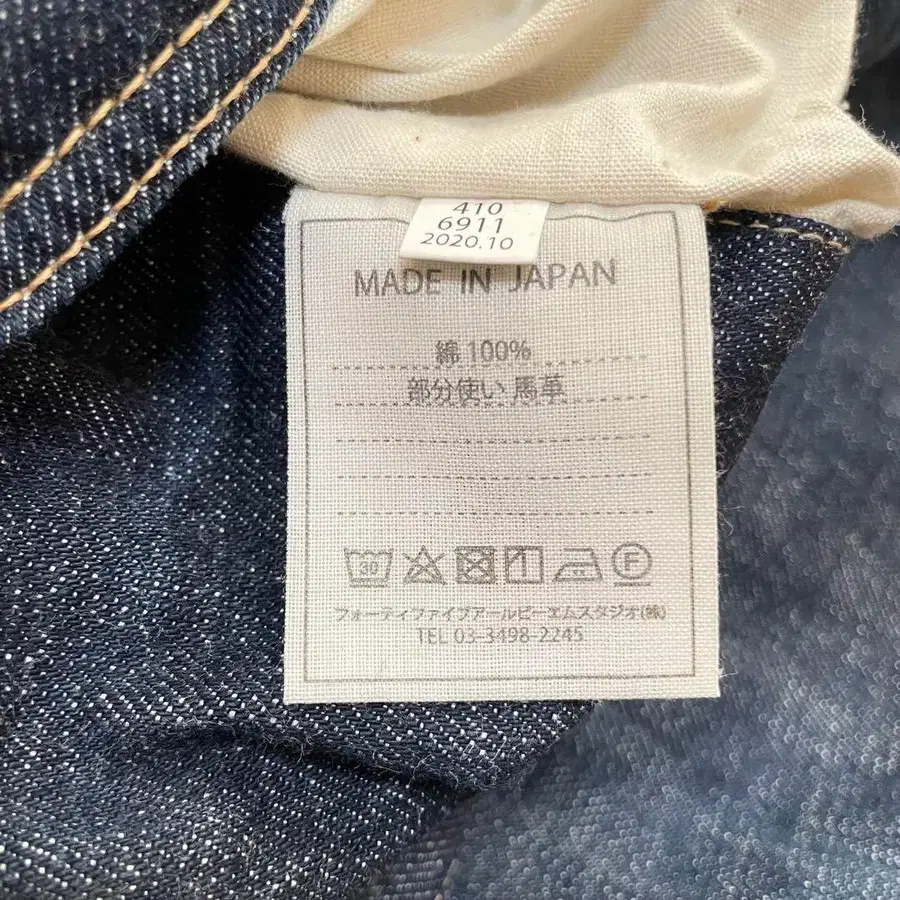 410
6911
2020.10
MADE IN JAPAN
綿 100%
部分使い 馬革
30
フォーティファイブアールピーエムスタジオ(株)
TEL 03-3498-2245